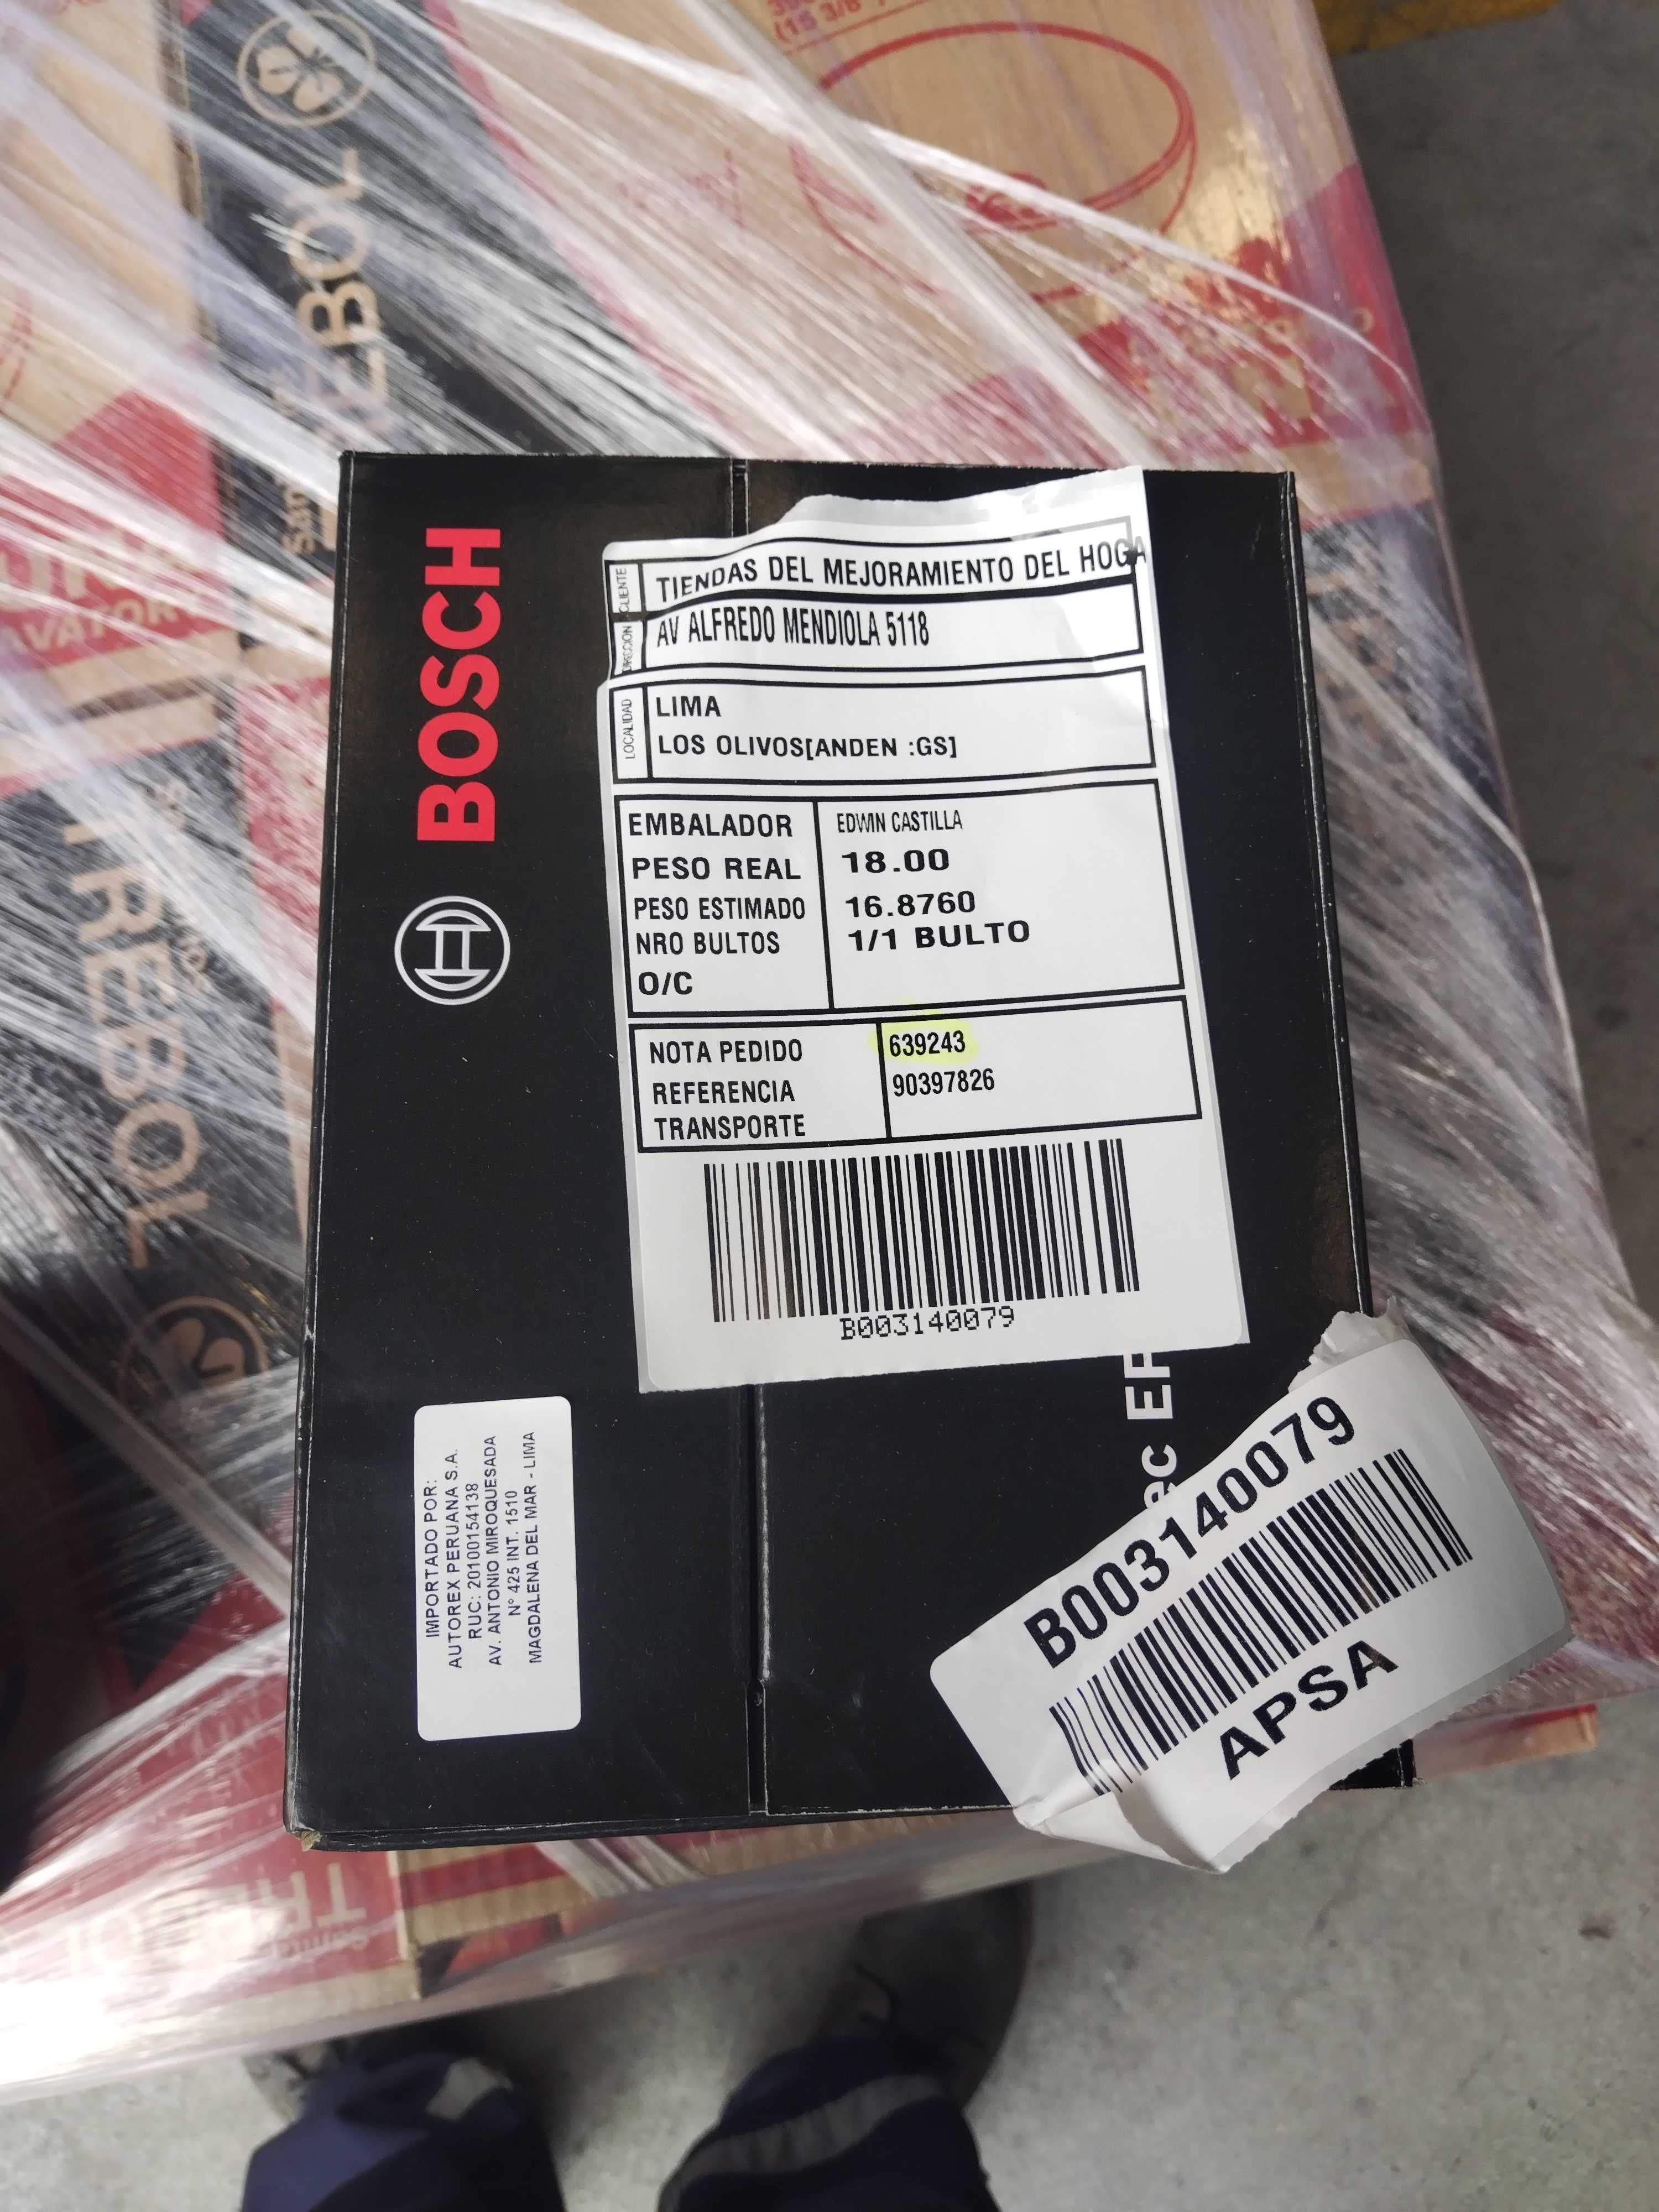 TREBOL
BOSCH
CLIENTE
TIENDAS DEL MEJORAMIENTO DEL HOGA
AV ALFREDO MENDIOLA 5118
LOCALIDAD
LIMA
LOS OLIVOS[ANDEN :GS]
EMBALADOR EDWIN CASTILLA
PESO REAL 18.00
PESO ESTIMADO 16.8760
NRO BULTOS 1/1 BULTO
O/C
NOTA PEDIDO 639243
REFERENCIA 90397826
TRANSPORTE
B003140079
IMPORTADO POR:
AUTOREX PERUANA S.A.
RUC: 20100154138
AV. ANTONIO MIROQUESADA
N° 425 INT. 1510
MAGDALENA DEL MAR - LIMA
B003140079
APSA